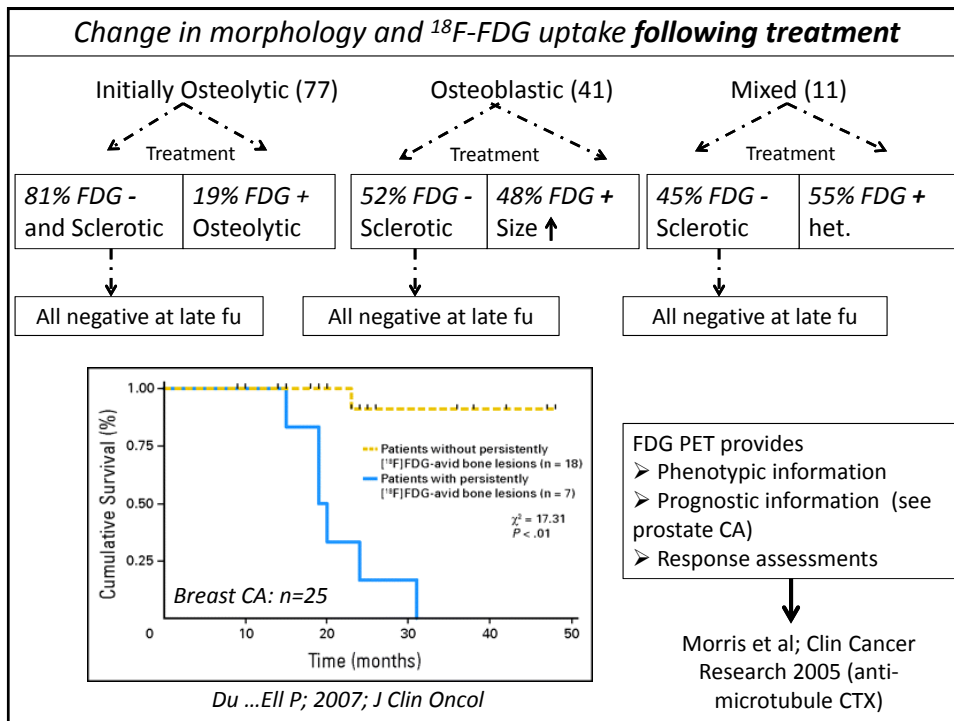 Change in morphology and ¹⁸F-FDG uptake following treatment
Initially Osteolytic (77)
Osteoblastic (41)
Mixed (11)
Treatment
Treatment
Treatment
81% FDG -
and Sclerotic
19% FDG +
Osteolytic
52% FDG -
Sclerotic
48% FDG +
Size ↑
45% FDG -
Sclerotic
55% FDG +
het.
All negative at late fu
All negative at late fu
All negative at late fu
Cumulative Survival (%)
1.00
0.75
0.50
0.25
0
10
20
30
40
50
Time (months)
Patients without persistently
[¹⁸F]FDG-avid bone lesions (n = 18)
Patients with persistently
[¹⁸F]FDG-avid bone lesions (n = 7)
χ² = 17.31
P < .01
Breast CA: n=25
Du ...Ell P; 2007; J Clin Oncol
FDG PET provides
➢ Phenotypic information
➢ Prognostic information (see
prostate CA)
➢ Response assessments
Morris et al; Clin Cancer
Research 2005 (anti-
microtubule CTX)